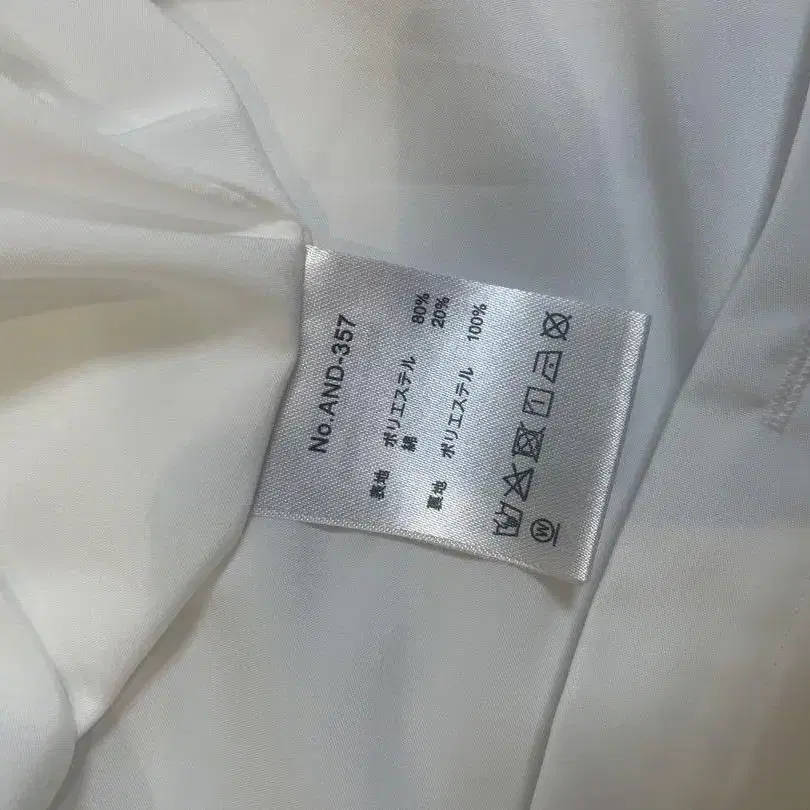 No.AND-357
表地 ポリエステル 80%
綿 20%
裏地 ポリエステル 100%
W